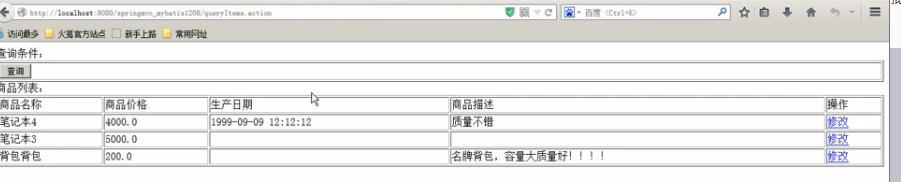 http://localhost:8080/springmvc_mybatis1208/queryItems.action 百度 <Ctrl+K>
访问最多 火狐官方站点 新手上路 常用网址
查询条件:
查询
商品列表:
商品名称 商品价格 生产日期 商品描述 操作
笔记本4 4000.0 1999-09-09 12:12:12 质量不错 修改
笔记本3 5000.0 修改
背包背包 200.0 名牌背包,容量大质量好!!!! 修改